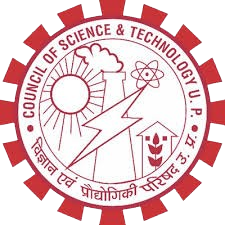 COUNCIL OF SCIENCE & TECHNOLOGY U. P.
विज्ञान एवं प्रौद्योगिकी परिषद उ. प्र.